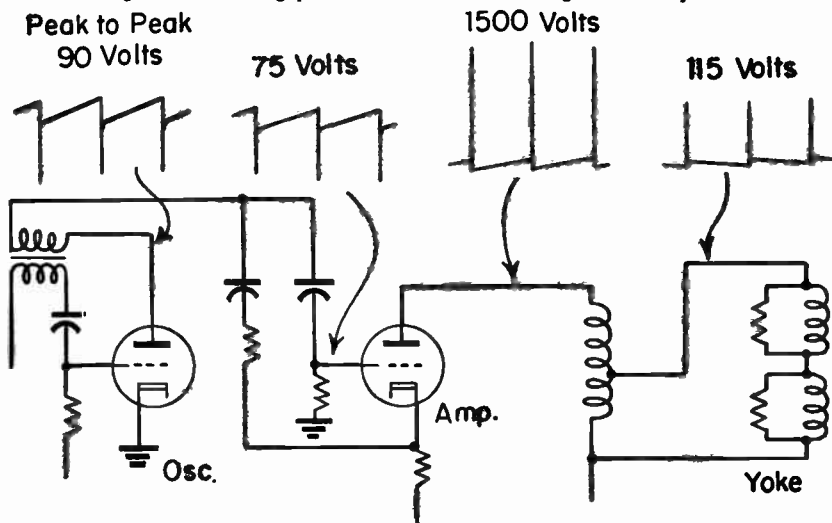 Peak to Peak
90 Volts
75 Volts
1500 Volts
115 Volts
Osc.
Amp.
Yoke